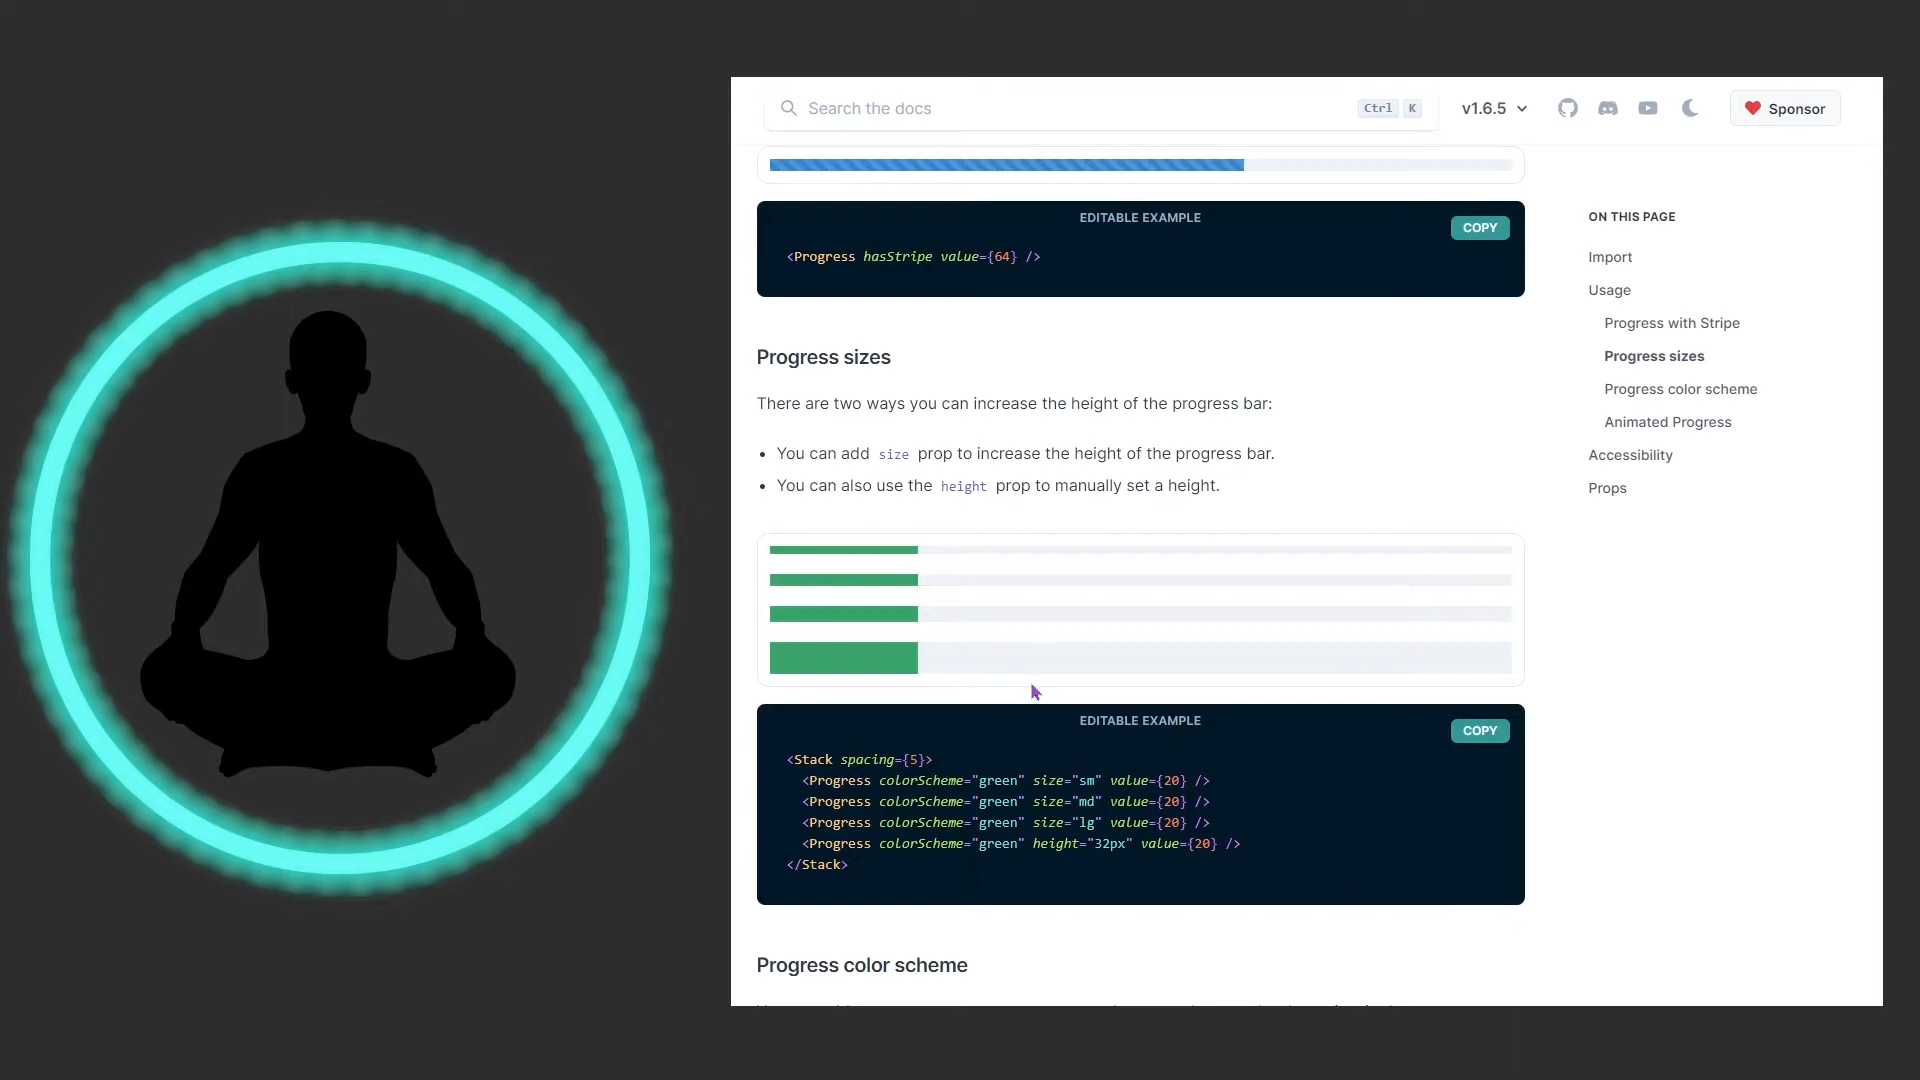 Search the docs
Ctrl K
v1.6.5
Sponsor
EDITABLE EXAMPLE
COPY
<Progress hasStripe value={64} />
Progress sizes
There are two ways you can increase the height of the progress bar:
• You can add size prop to increase the height of the progress bar.
• You can also use the height prop to manually set a height.
EDITABLE EXAMPLE
COPY
<Stack spacing={5}>
<Progress colorScheme="green" size="sm" value={20} />
<Progress colorScheme="green" size="md" value={20} />
<Progress colorScheme="green" size="lg" value={20} />
<Progress colorScheme="green" height="32px" value={20} />
</Stack>
Progress color scheme
ON THIS PAGE
Import
Usage
Progress with Stripe
Progress sizes
Progress color scheme
Animated Progress
Accessibility
Props